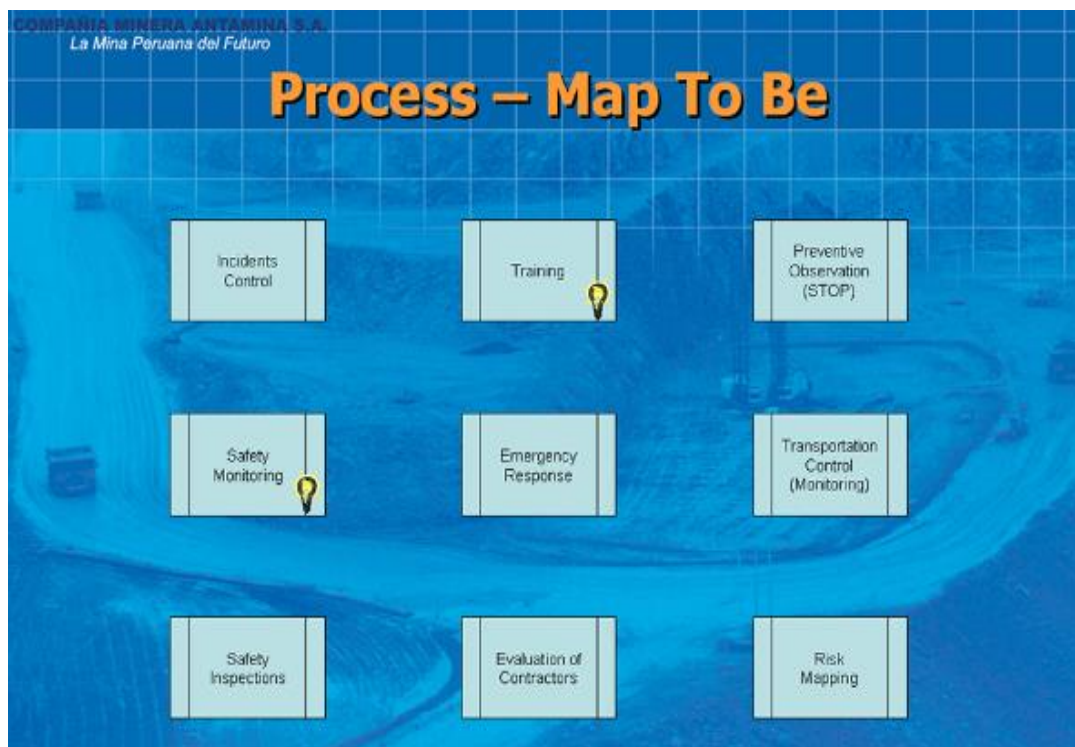 COMPAÑIA MINERA ANTAMINA S.A.
La Mina Peruana del Futuro
Process – Map To Be
Incidents
Control
Training
Preventive
Observation
(STOP)
Safety
Monitoring
Emergency
Response
Transportation
Control
(Monitoring)
Safety
Inspections
Evaluation of
Contractors
Risk
Mapping